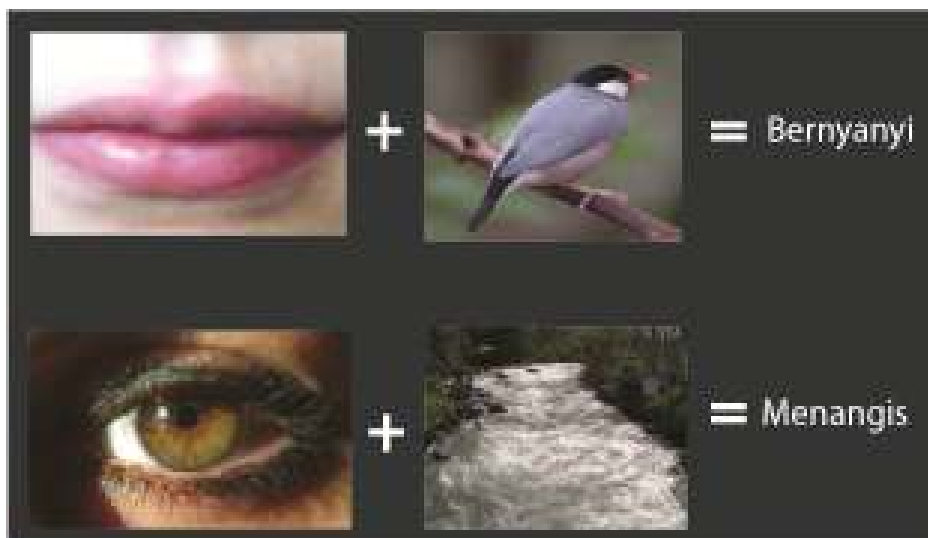 + = Bernyanyi
+ = Menangis